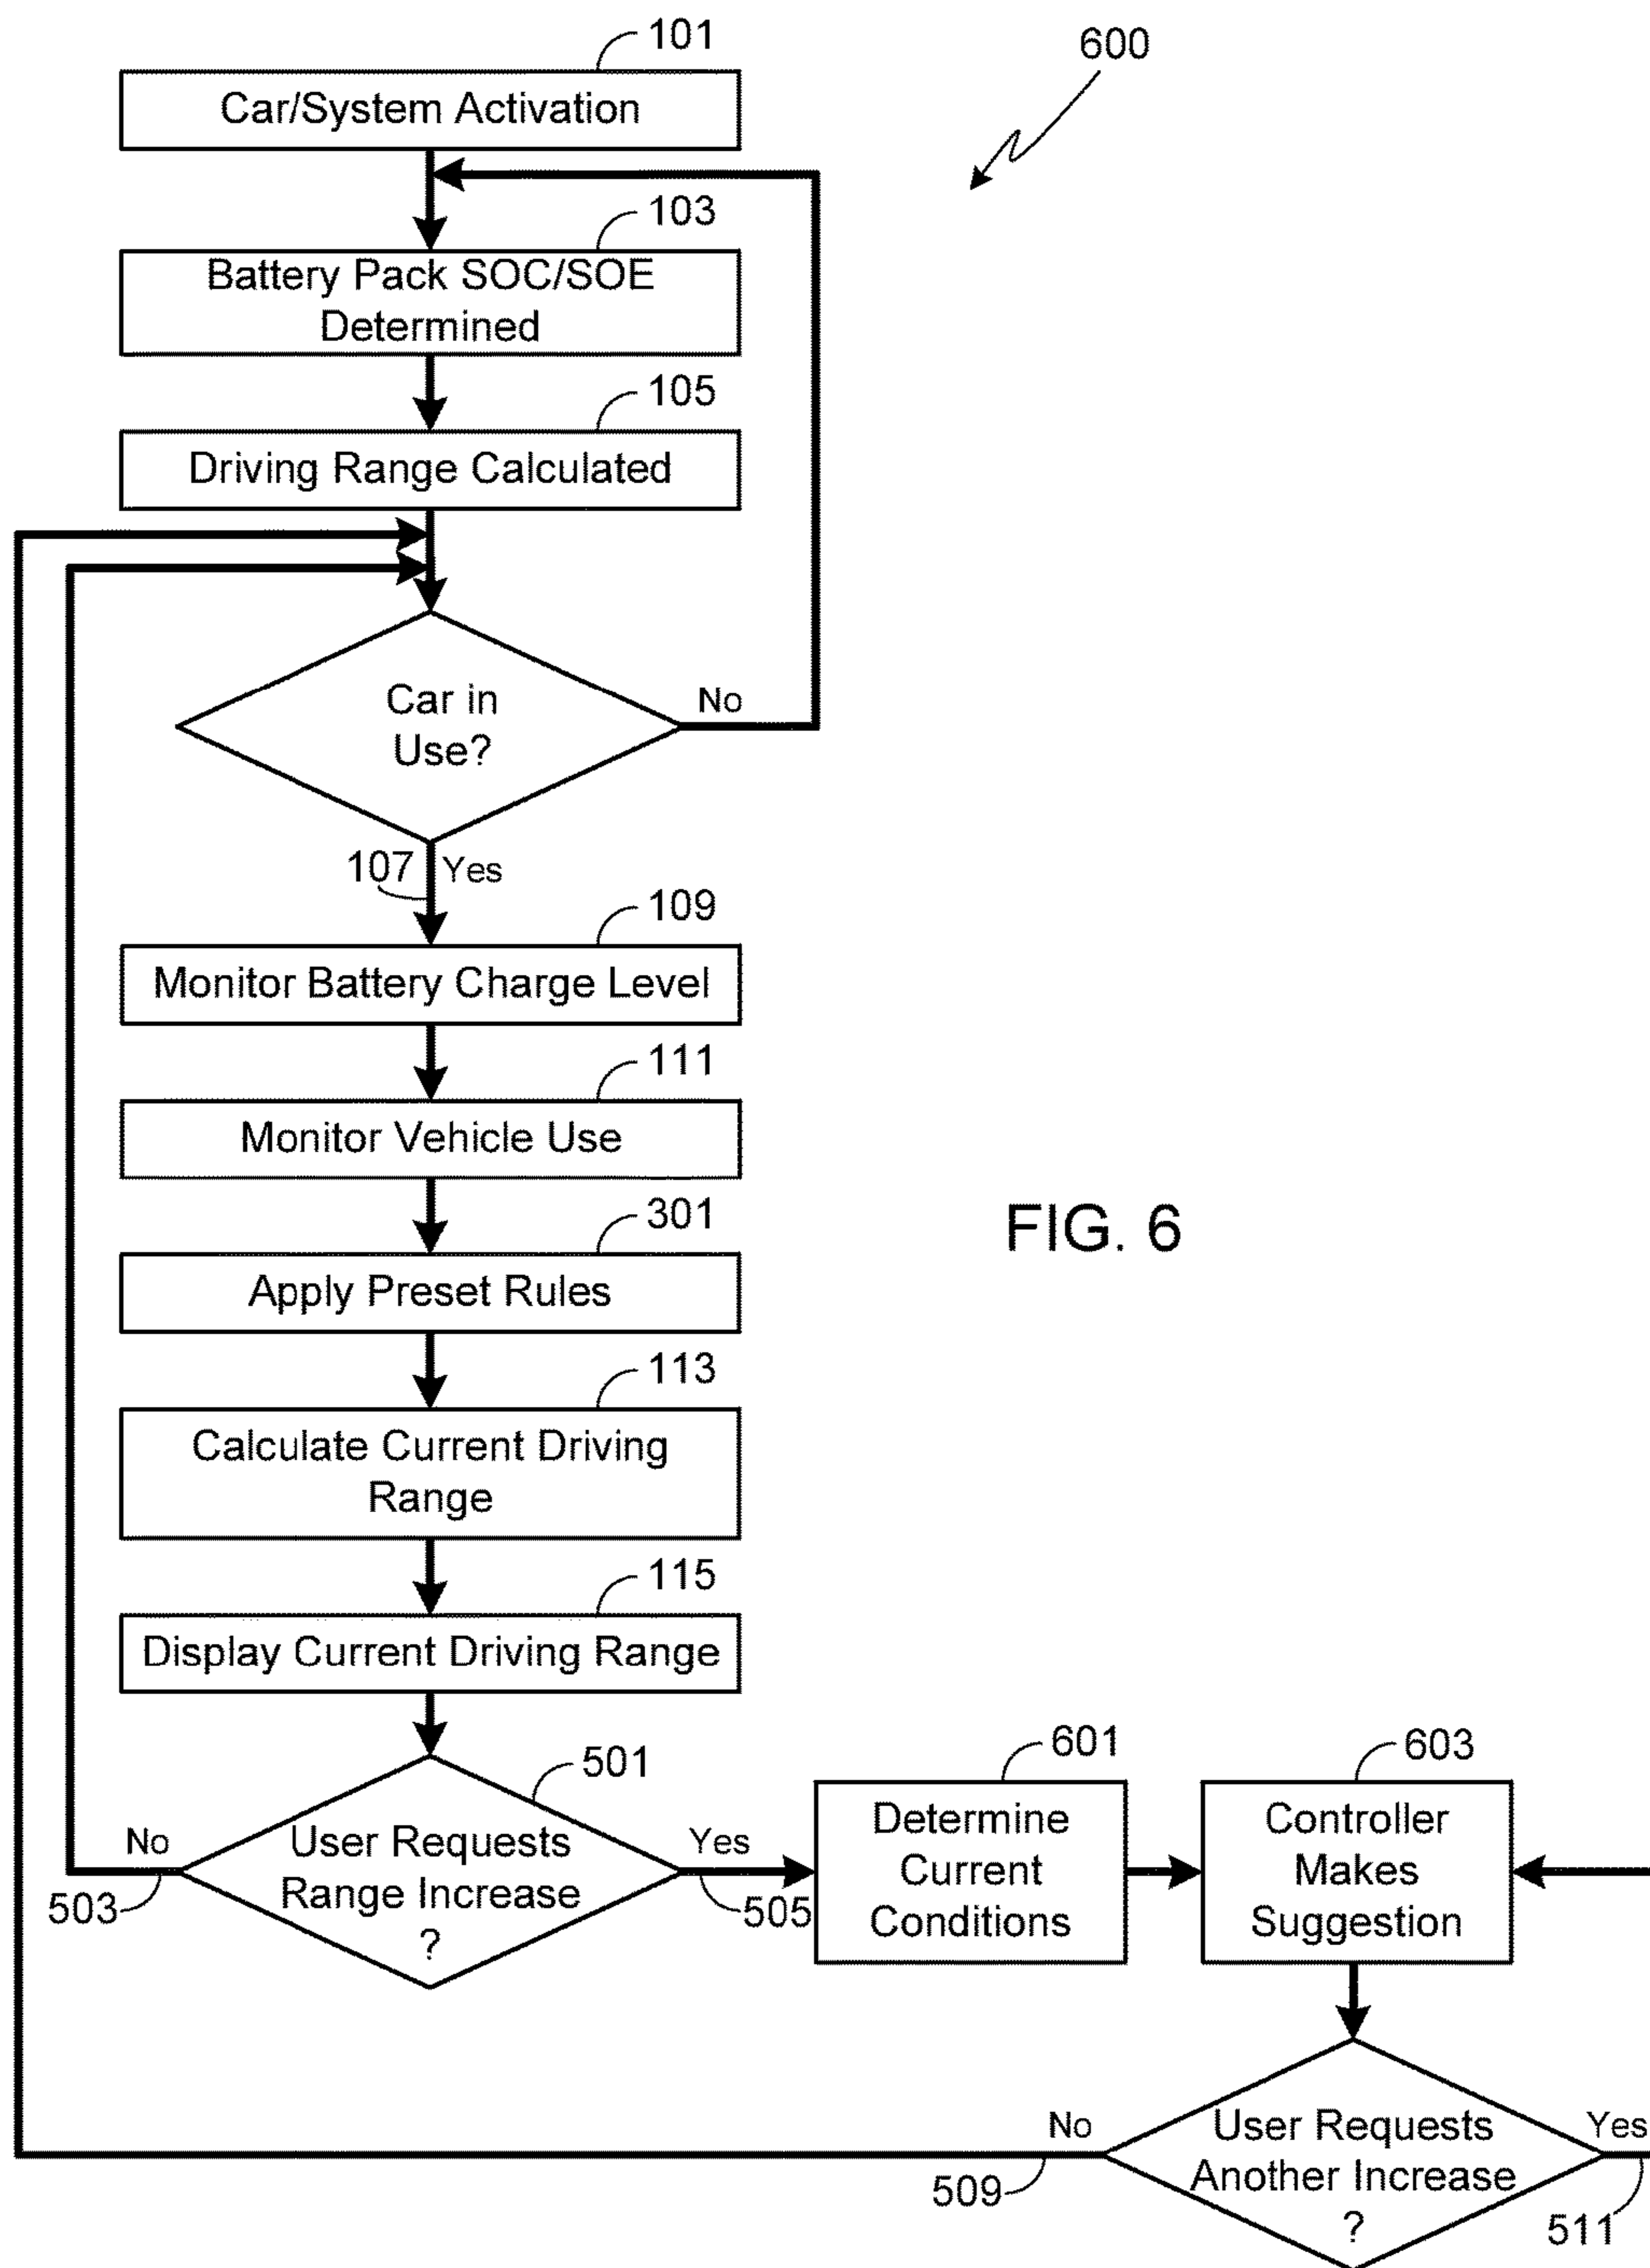 101
600
Car/System Activation
103
Battery Pack SOC/SOE
Determined
105
Driving Range Calculated
Car in
Use?
No
107
Yes
109
Monitor Battery Charge Level
111
Monitor Vehicle Use
301
Apply Preset Rules
FIG. 6
113
Calculate Current Driving
Range
115
Display Current Driving Range
501
User Requests
Range Increase
?
No
503
Yes
505
601
Determine
Current
Conditions
603
Controller
Makes
Suggestion
User Requests
Another Increase
?
No
509
Yes
511